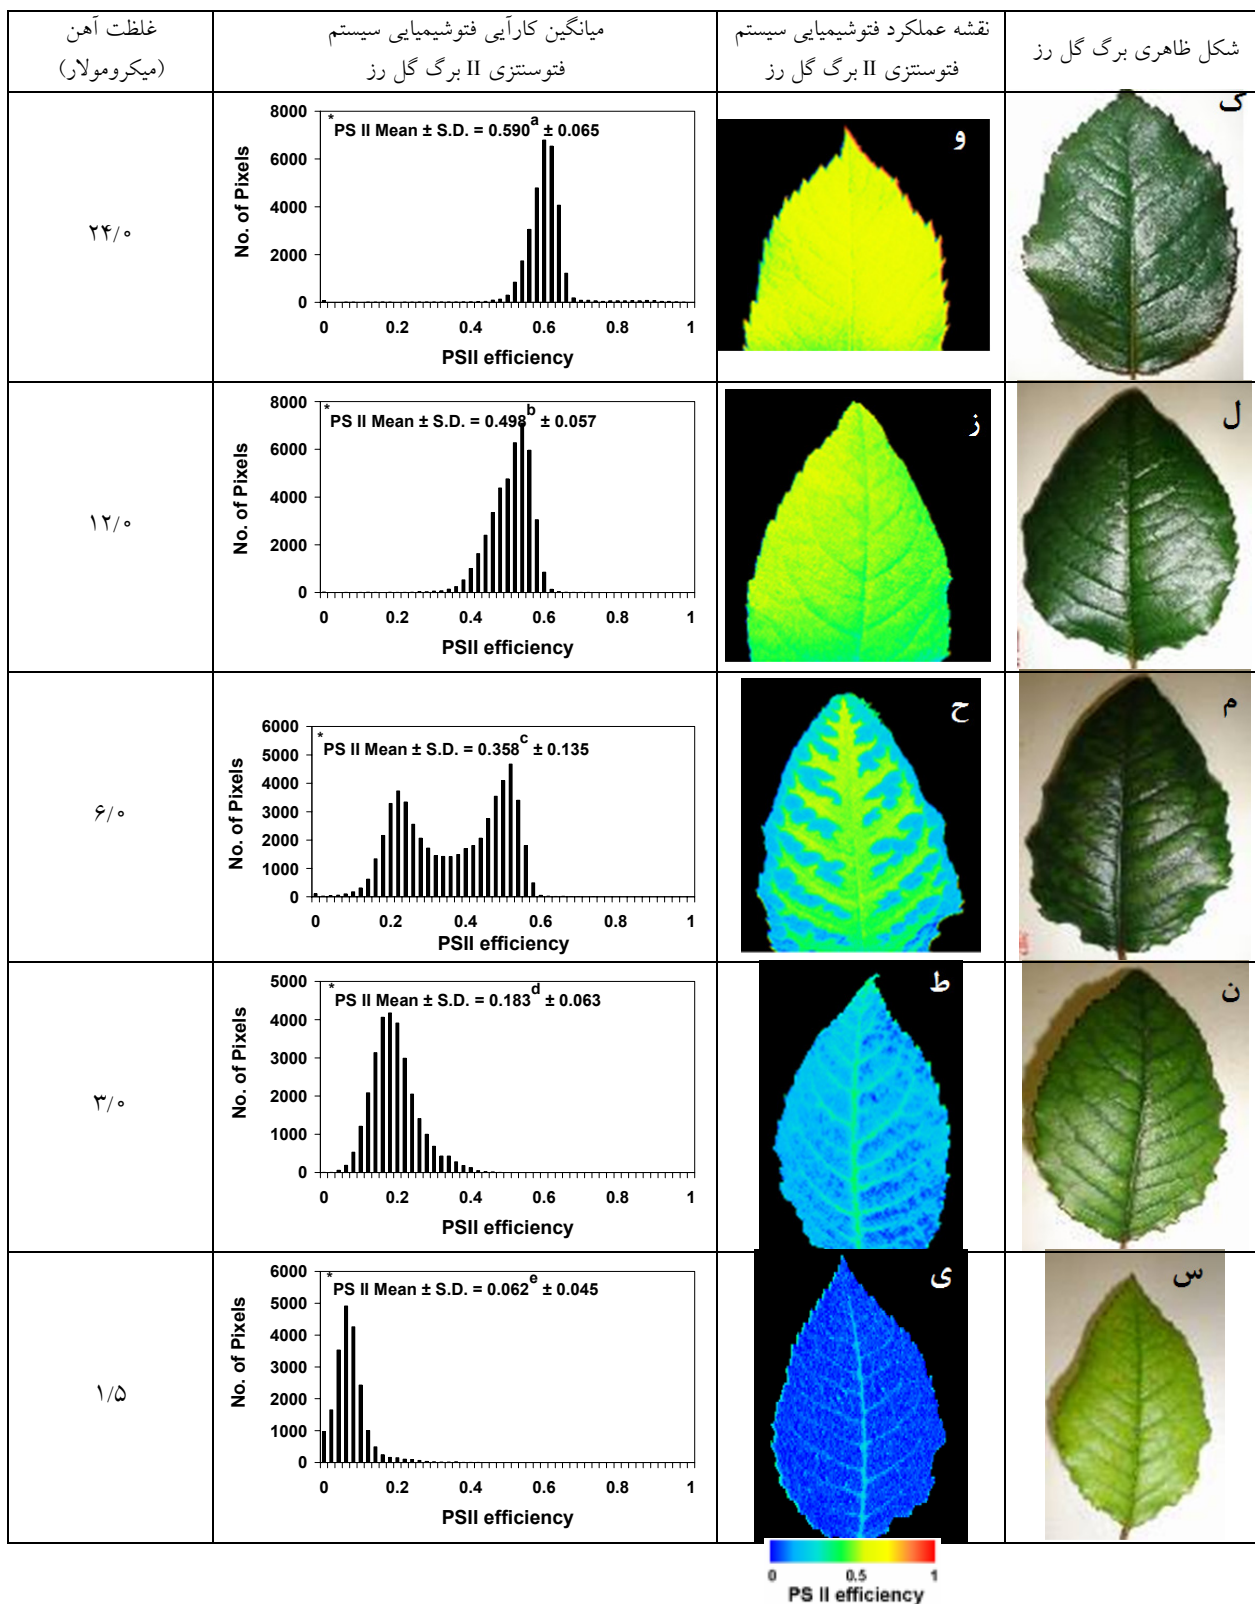 شکل ظاهری برگ گل رز
نقشه عملکرد فتوشیمیایی سیستم
فتوسنتزی II برگ گل رز
میانگین کارآیی فتوشیمیایی سیستم
فتوسنتزی II برگ گل رز
غلظت آهن
(میکرومولار)
ک
و
8000
6000
4000
2000
0
No. of Pixels
* PS II Mean ± S.D. = 0.590a ± 0.065
0 0.2 0.4 0.6 0.8 1
PSII efficiency
۲۴/۰
ل
ز
8000
6000
4000
2000
0
No. of Pixels
* PS II Mean ± S.D. = 0.498b ± 0.057
0 0.2 0.4 0.6 0.8 1
PSII efficiency
۱۲/۰
م
ح
6000
5000
4000
3000
2000
1000
0
No. of Pixels
* PS II Mean ± S.D. = 0.358c ± 0.135
0 0.2 0.4 0.6 0.8 1
PSII efficiency
۶/۰
ن
ط
5000
4000
3000
2000
1000
0
No. of Pixels
* PS II Mean ± S.D. = 0.183d ± 0.063
0 0.2 0.4 0.6 0.8 1
PSII efficiency
۳/۰
س
ی
6000
5000
4000
3000
2000
1000
0
No. of Pixels
* PS II Mean ± S.D. = 0.062e ± 0.045
0 0.2 0.4 0.6 0.8 1
PSII efficiency
۱/۵
0 0.5 1
PS II efficiency